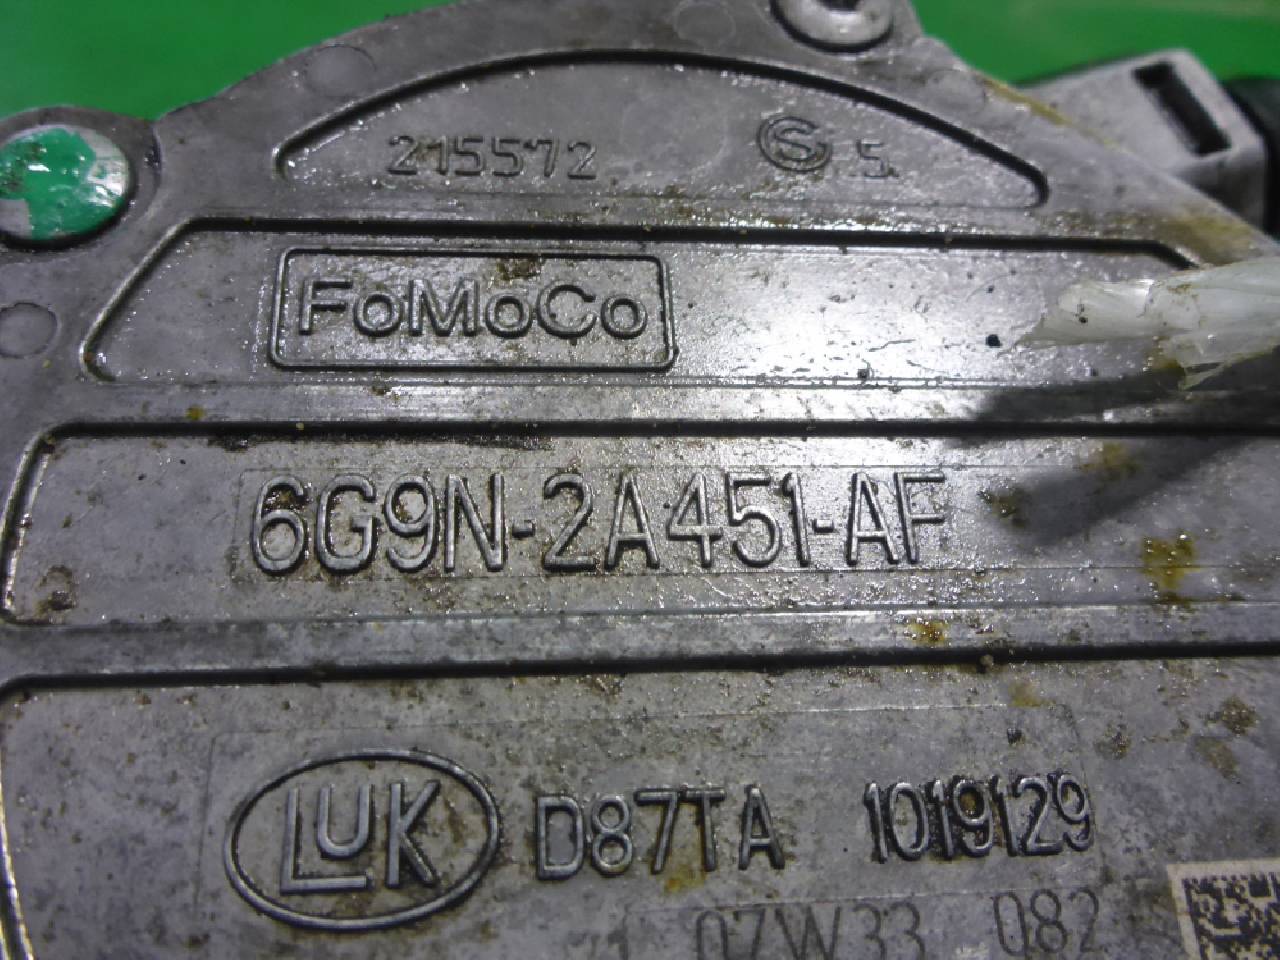 215572 S 5
FoMoCo
6G9N-2A451-AF
LuK D87TA 1019129
07W33 082